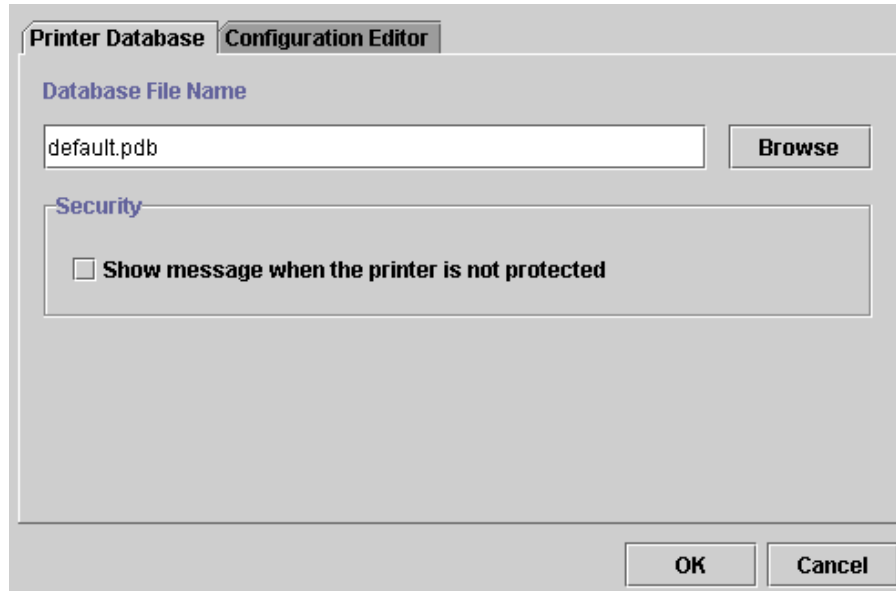 Printer Database Configuration Editor
Database File Name
default.pdb Browse
Security
Show message when the printer is not protected
OK Cancel